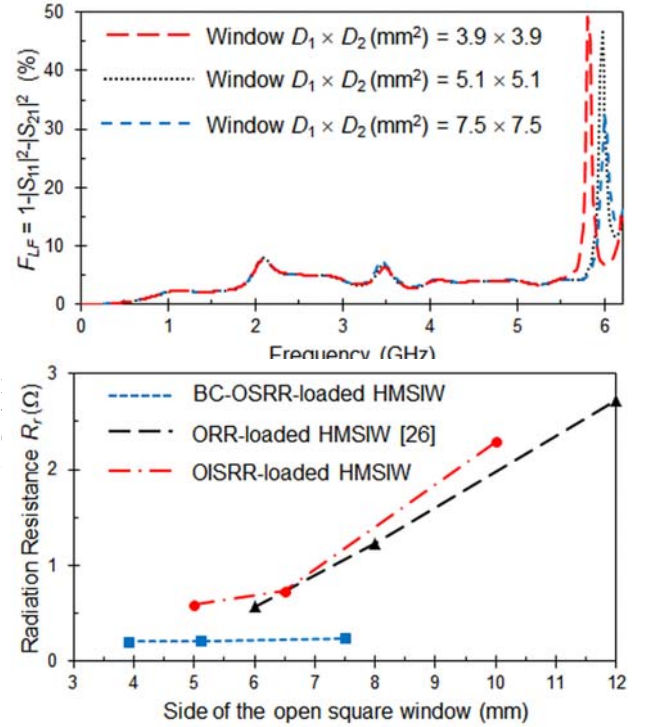 50
Window D₁ × D₂ (mm²) = 3.9 × 3.9
40
Window D₁ × D₂ (mm²) = 5.1 × 5.1
30
Window D₁ × D₂ (mm²) = 7.5 × 7.5
20
10
0
F_LF = 1-|S₁₁|²-|S₂₁|² (%)
0 1 2 3 4 5 6
Frequency (GHz)
3
BC-OSRR-loaded HMSIW
ORR-loaded HMSIW [26]
2
OISRR-loaded HMSIW
1
0
Radiation Resistance Rᵣ (Ω)
3 4 5 6 7 8 9 10 11 12
Side of the open square window (mm)